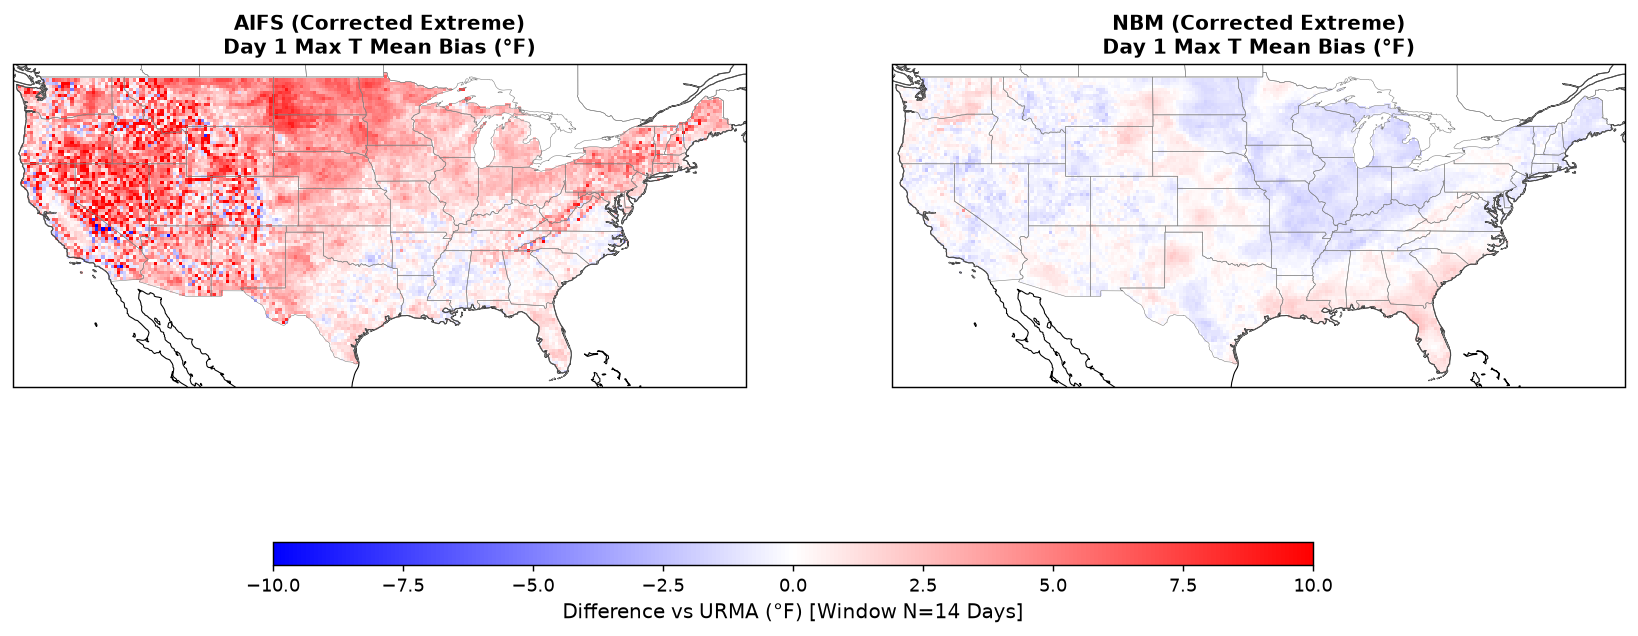 AIFS (Corrected Extreme)
Day 1 Max T Mean Bias (°F)
NBM (Corrected Extreme)
Day 1 Max T Mean Bias (°F)
−10.0 −7.5 −5.0 −2.5 0.0 2.5 5.0 7.5 10.0
Difference vs URMA (°F) [Window N=14 Days]